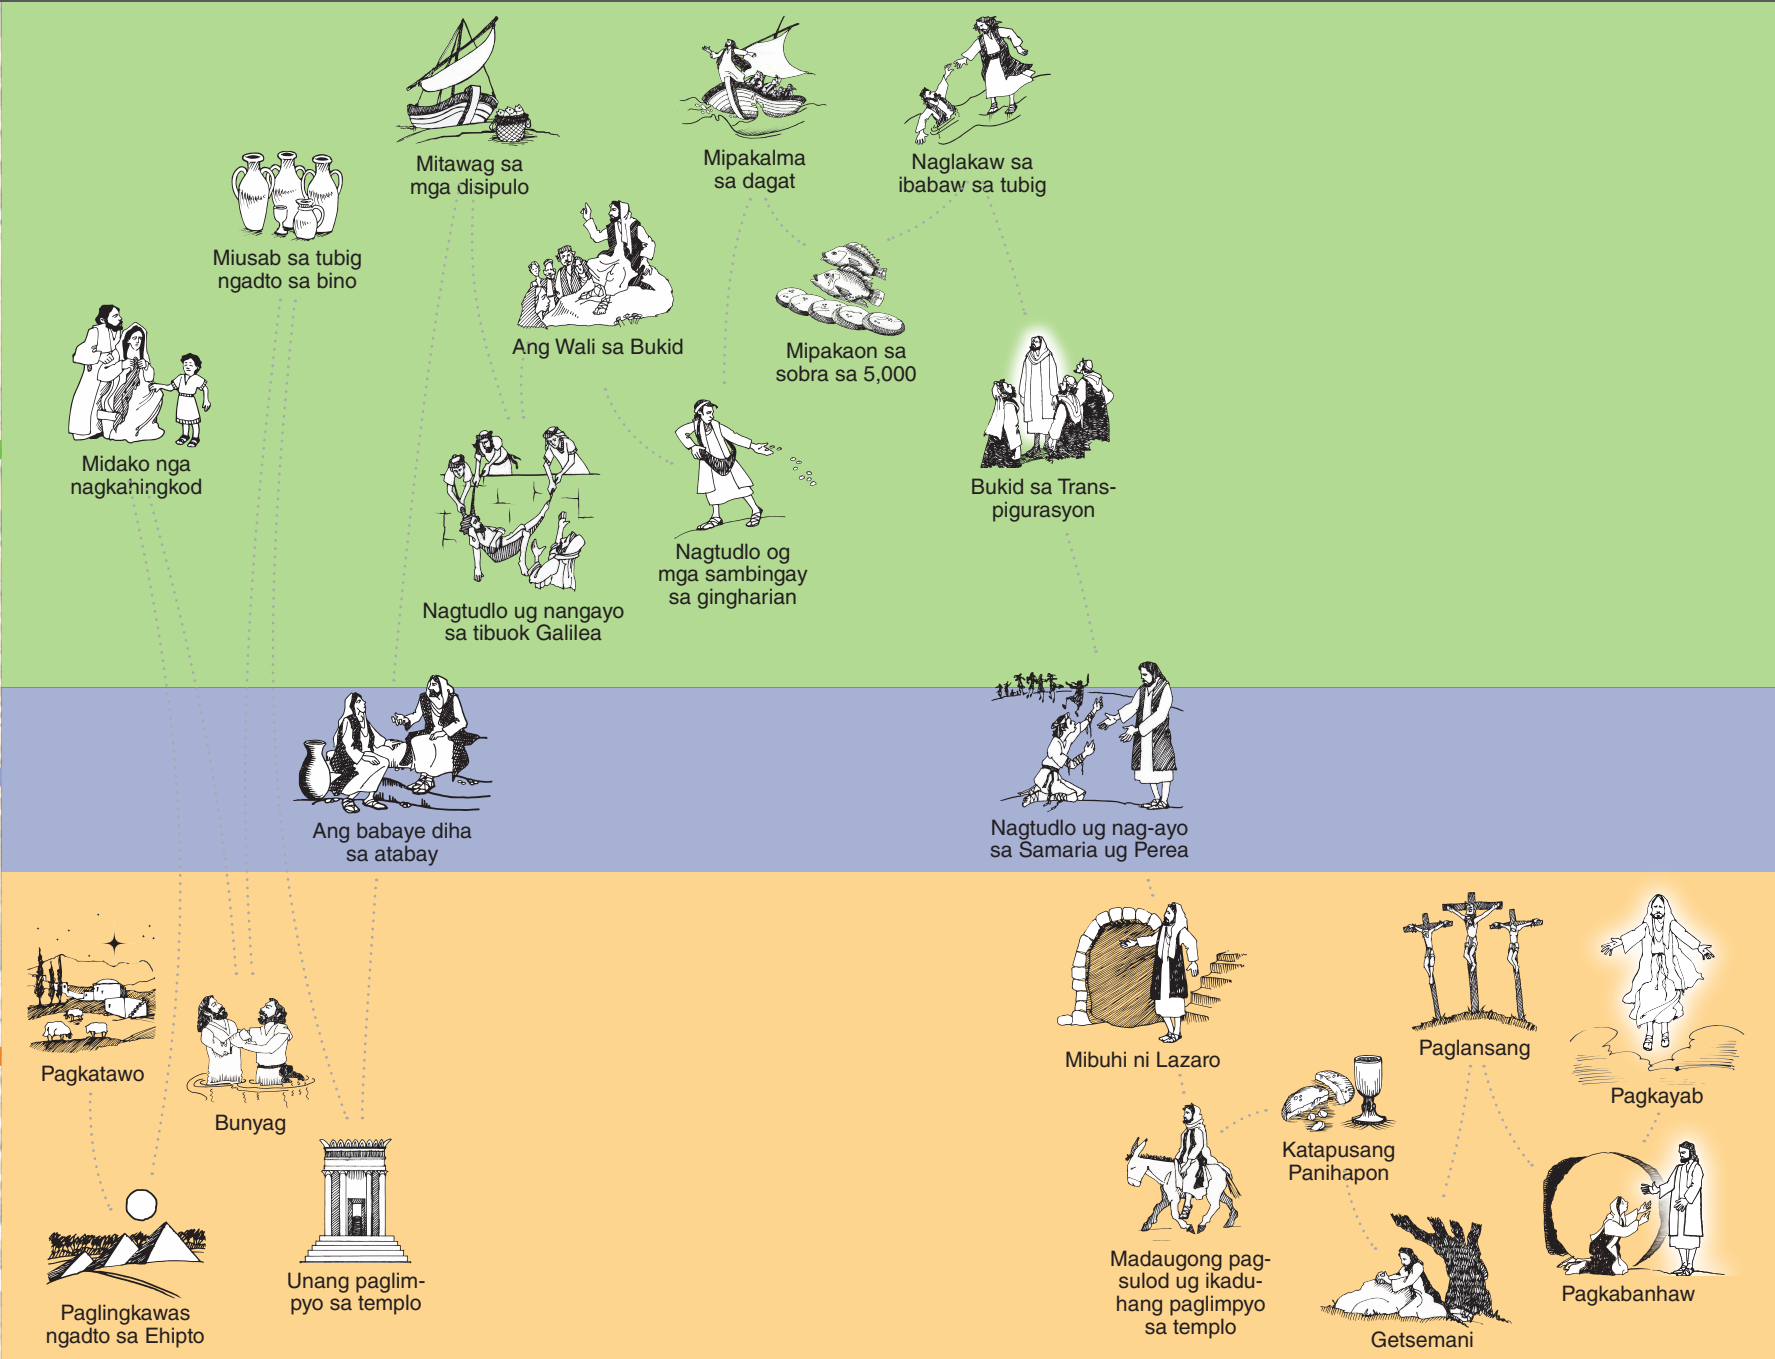 Mitawag sa
mga disipulo
Mipakalma
sa dagat
Naglakaw sa
ibabaw sa tubig
Miusab sa tubig
ngadto sa bino
Ang Wali sa Bukid
Mipakaon sa
sobra sa 5,000
Midako nga
nagkahingkod
Bukid sa Trans-
pigurasyon
Nagtudlo og
mga sambingay
sa gingharian
Nagtudlo ug nangayo
sa tibuok Galilea
Ang babaye diha
sa atabay
Nagtudlo ug nag-ayo
sa Samaria ug Perea
Pagkatawo
Bunyag
Paglingkawas
ngadto sa Ehipto
Unang paglim-
pyo sa templo
Mibuhi ni Lazaro
Madaugong pag-
sulod ug ikadu-
hang paglimpyo
sa templo
Katapusang
Panihapon
Getsemani
Paglansang
Pagkabanhaw
Pagkayab